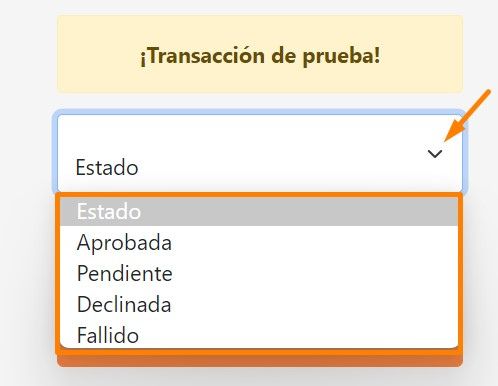 ¡Transacción de prueba!
Estado
Estado
Aprobada
Pendiente
Declinada
Fallido